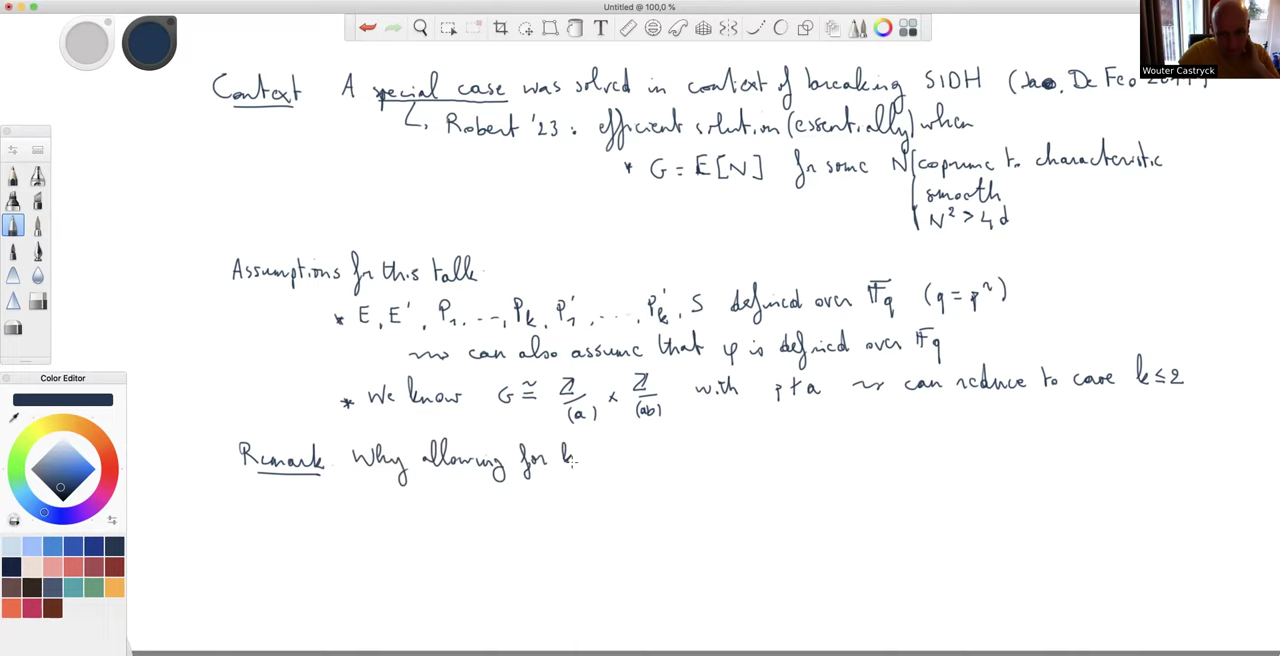 Untitled @ 100,0 %
Wouter Castryck
Context A special case was solved in context of breaking SIDH (Jao, De Feo
Robert '23 : efficient solution (essentially) when
* G = E[N] for some N coprime to characteristic
smooth
N² > 4d
Assumptions for this talk
* E, E', P₁, ..., Pₖ, P₁', ..., Pₖ', S defined over 𝔽q (q = pʳ)
⇝ can also assume that φ is defined over 𝔽q
* We know G ≅ ℤ/(a) × ℤ/(ab) with p ∤ a ⇝ can reduce to case k ≤ 2
Color Editor
Remark Why allowing for k